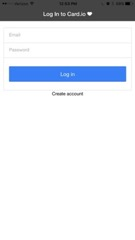 Log In to Card.io ❤
Email
Password
Log in
Create account